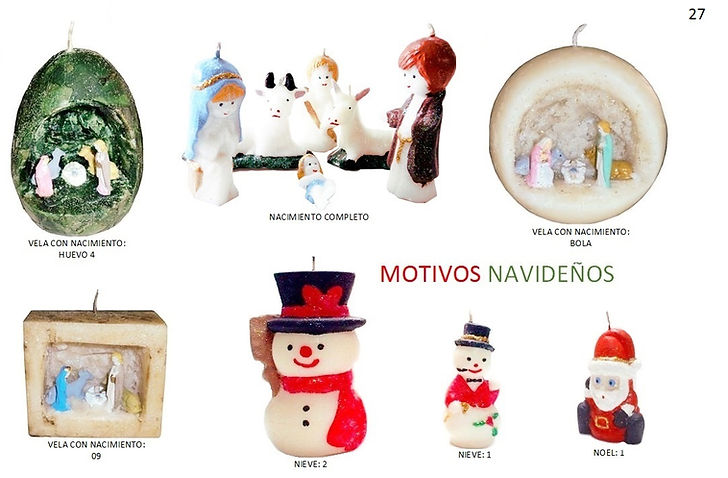 27
VELA CON NACIMIENTO:
HUEVO 4
NACIMIENTO COMPLETO
VELA CON NACIMIENTO:
BOLA
MOTIVOS NAVIDEÑOS
VELA CON NACIMIENTO:
09
NIEVE: 2
NIEVE: 1
NOEL: 1